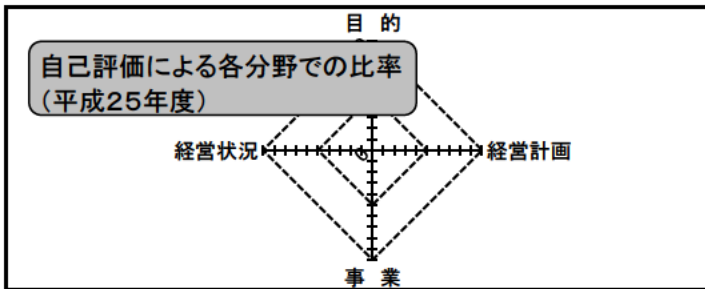 目 的
自己評価による各分野での比率
(平成25年度)
経営状況
経営計画
事 業